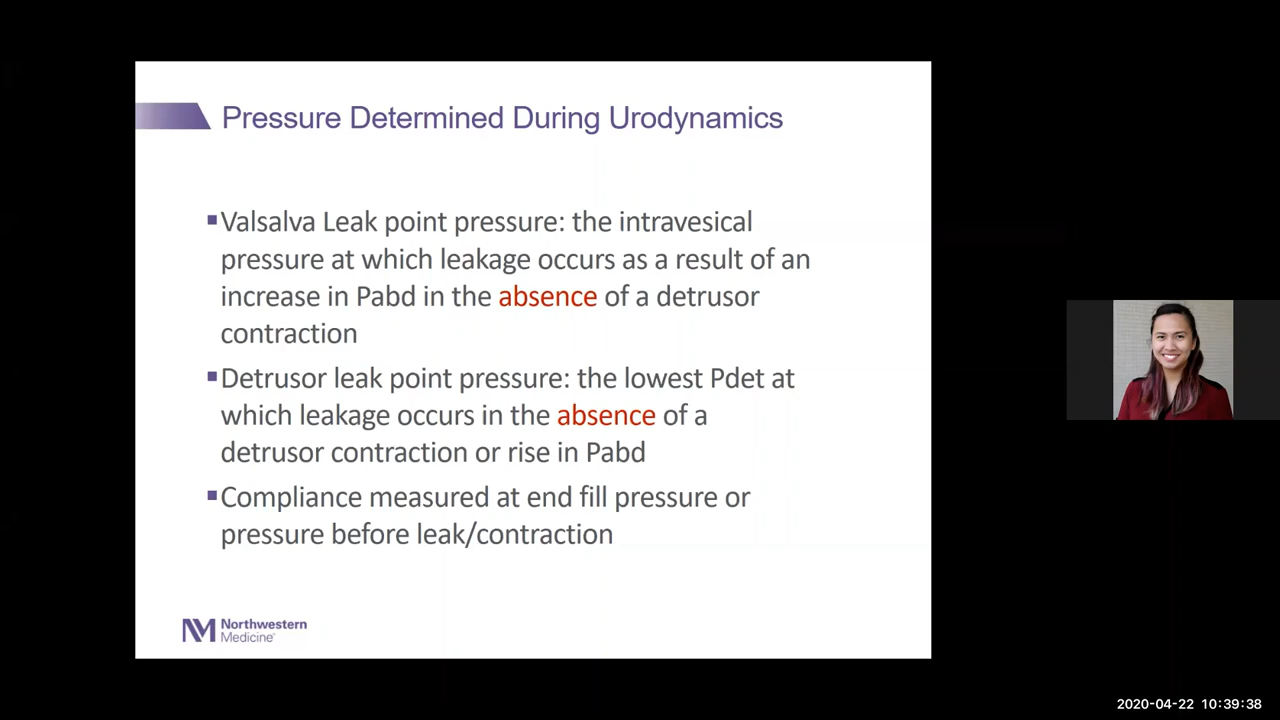 Pressure Determined During Urodynamics
▪Valsalva Leak point pressure: the intravesical
pressure at which leakage occurs as a result of an
increase in Pabd in the absence of a detrusor
contraction
▪Detrusor leak point pressure: the lowest Pdet at
which leakage occurs in the absence of a
detrusor contraction or rise in Pabd
▪Compliance measured at end fill pressure or
pressure before leak/contraction
NM Northwestern
Medicine®
2020-04-22 10:39:38